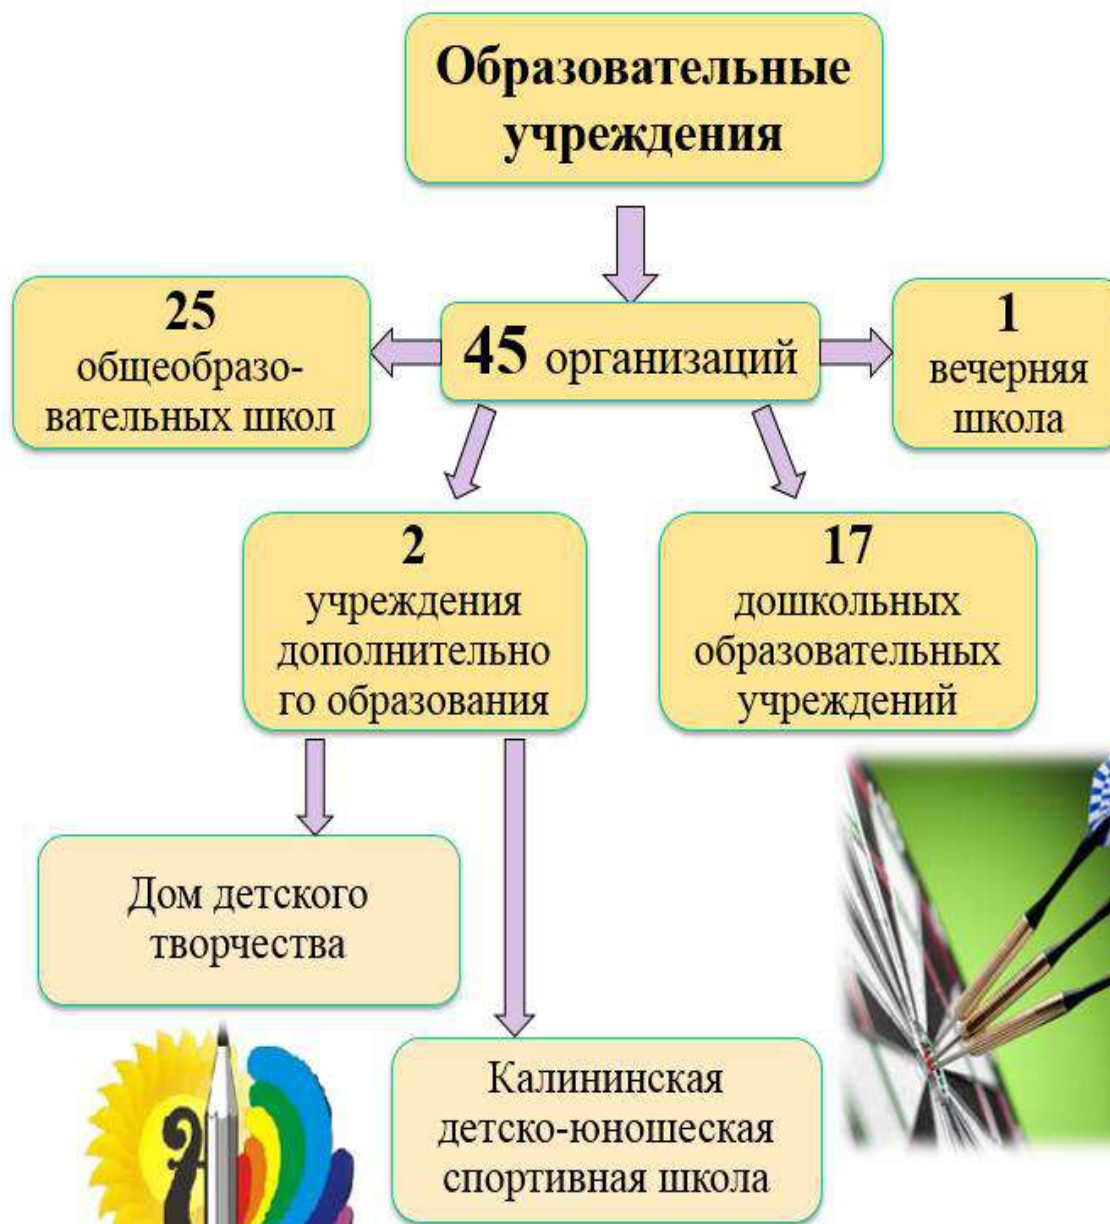 Образовательные
учреждения
25
общеобразо-
вательных школ
45 организаций
1
вечерняя
школа
2
учреждения
дополнительно
го образования
17
дошкольных
образовательных
учреждений
Дом детского
творчества
Калининская
детско-юношеская
спортивная школа